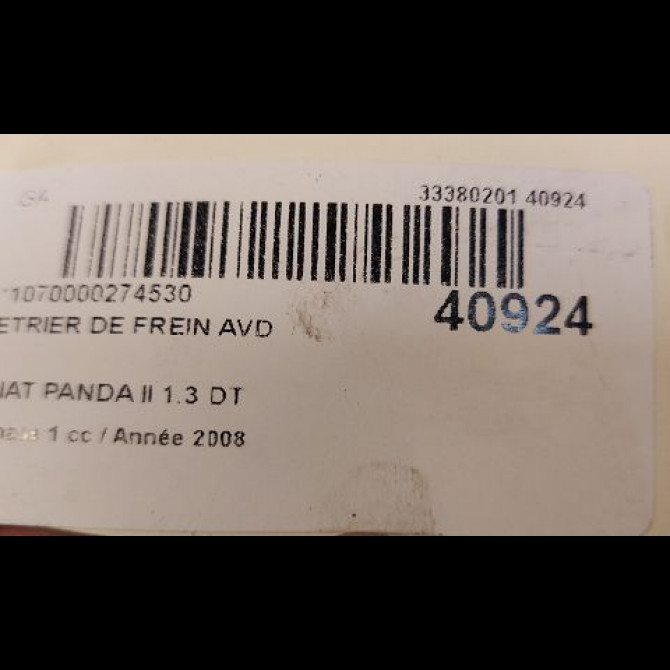 33380201 40924
*1070000274530
40924
ETRIER DE FREIN AVD
IAT PANDA II 1.3 DT
1 cc / Année 2008